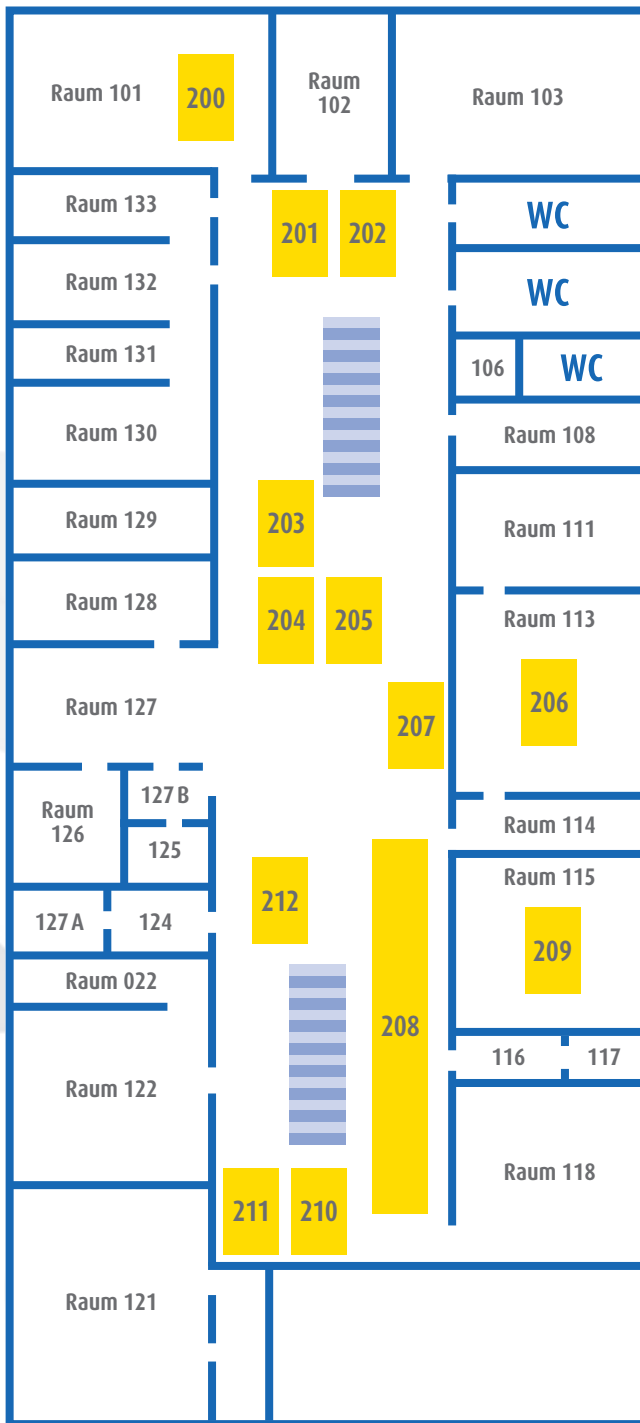 Raum 101
200
Raum
102
Raum 103
Raum 133
201
202
WC
Raum 132
WC
Raum 131
106
WC
Raum 130
Raum 108
Raum 129
203
Raum 111
Raum 128
204
205
Raum 113
Raum 127
207
206
127 B
Raum
126
125
Raum 114
Raum 115
127 A
124
212
209
Raum 022
208
116
117
Raum 122
Raum 118
211
210
Raum 121